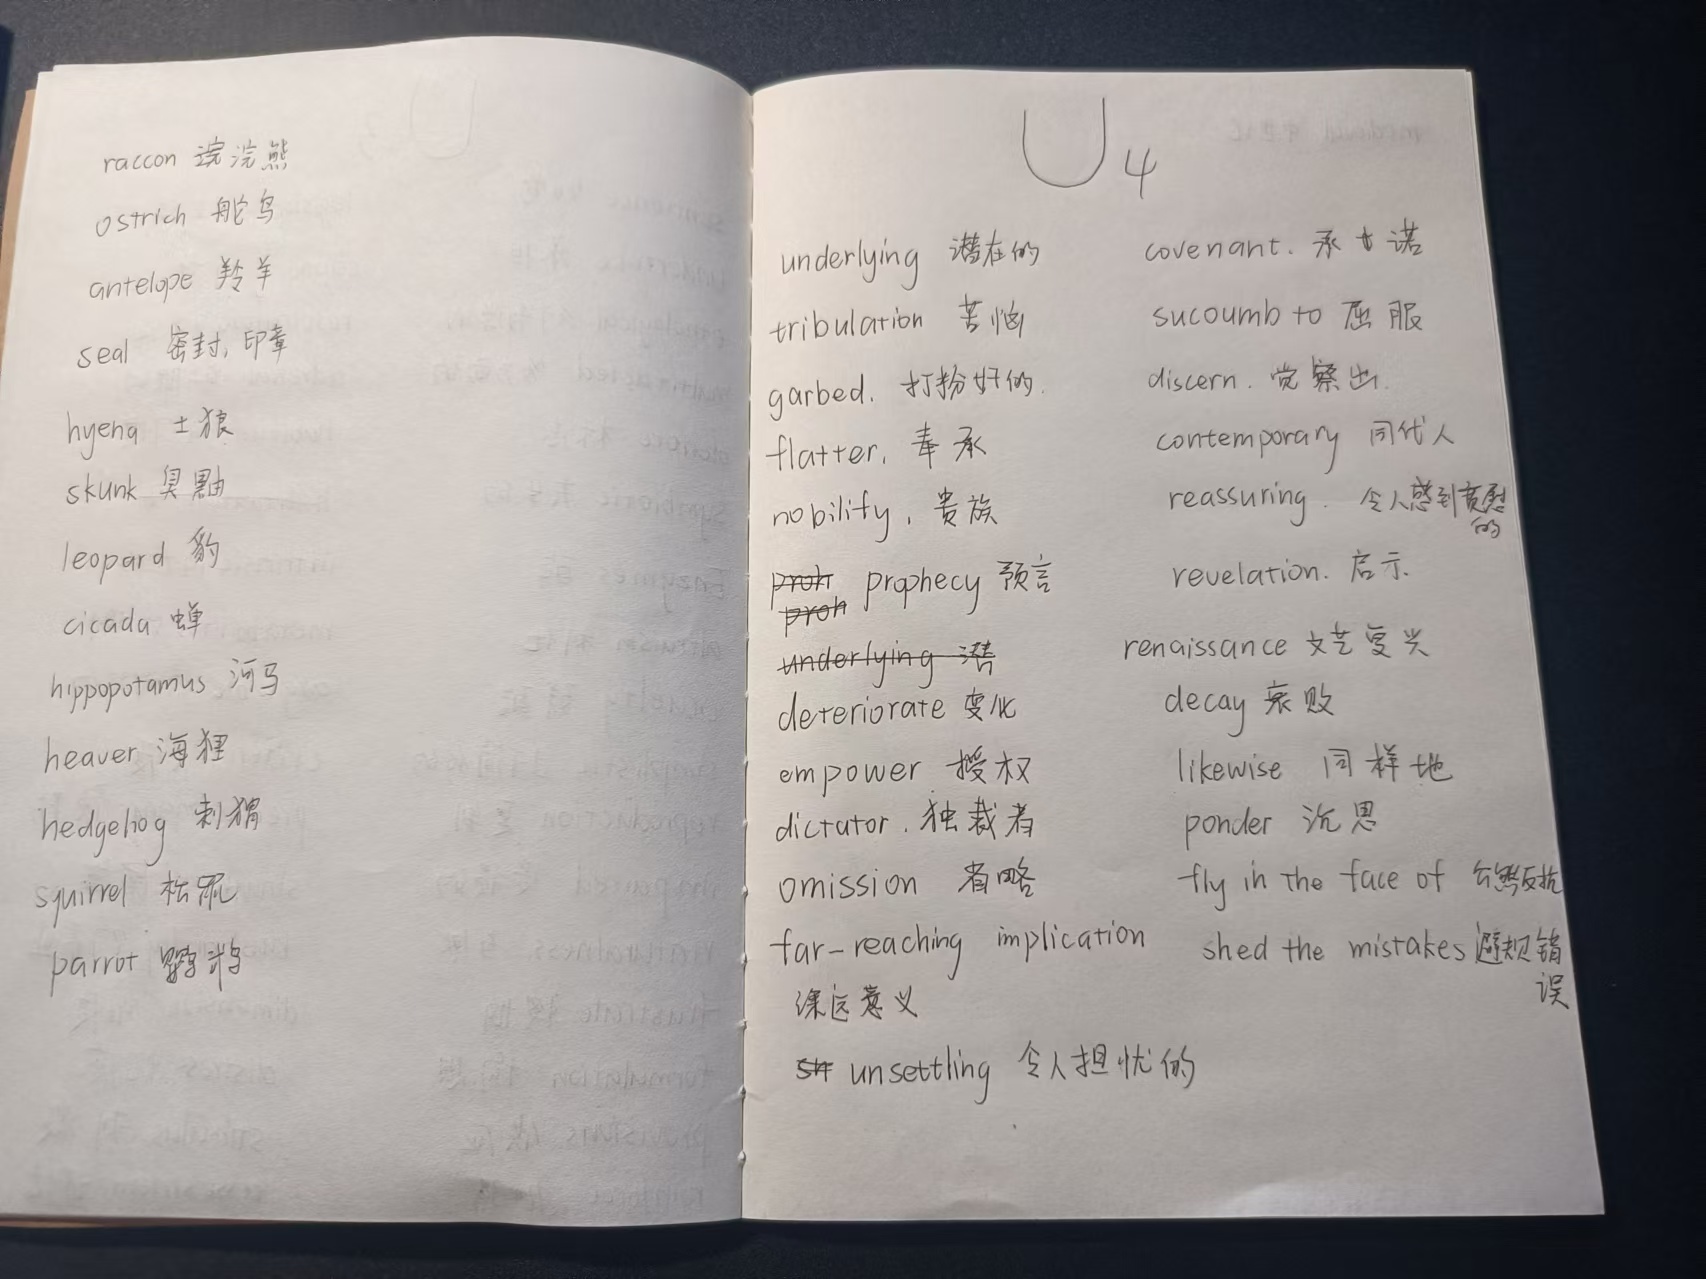 raccon 浣浣熊
ostrich 鸵鸟
antelope 羚羊
seal 密封，印章
hyena 土狼
skunk 臭鼬
leopard 豹
cicada 蝉
hippopotamus 河马
heaver 海狸
hedgehog 刺猬
squirrel 松鼠
parrot 鹦鹉
U4
underlying 潜在的
tribulation 苦恼
garbed. 打扮好的.
flatter. 奉承
nobility. 贵族
proh prophecy 预言
proh
underlying 潜
deteriorate 变化
empower 授权
dictator. 独裁者
omission 省略
far-reaching implication
深远意义
unsettling 令人担忧的
covenant. 承 诺
sucoumb to 屈服
discern. 觉察出.
contemporary 同代人
reassuring. 令人感到宽慰
的
revelation. 启示.
renaissance 文艺复兴
decay 衰败
likewise 同样地
ponder 沉思
fly in the face of 公然反抗
shed the mistakes 避规错
误